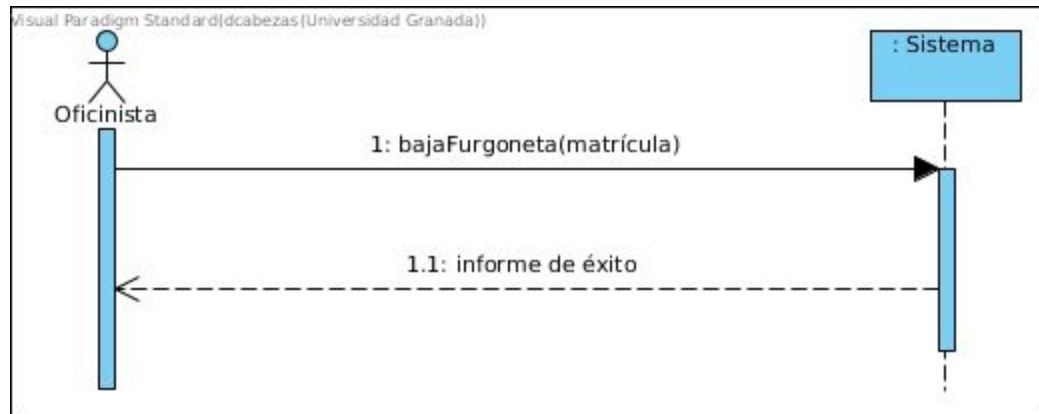 Visual Paradigm Standard(dcabezas(Universidad Granada))
: Sistema
Oficinista
1: bajaFurgoneta(matrícula)
1.1: informe de éxito